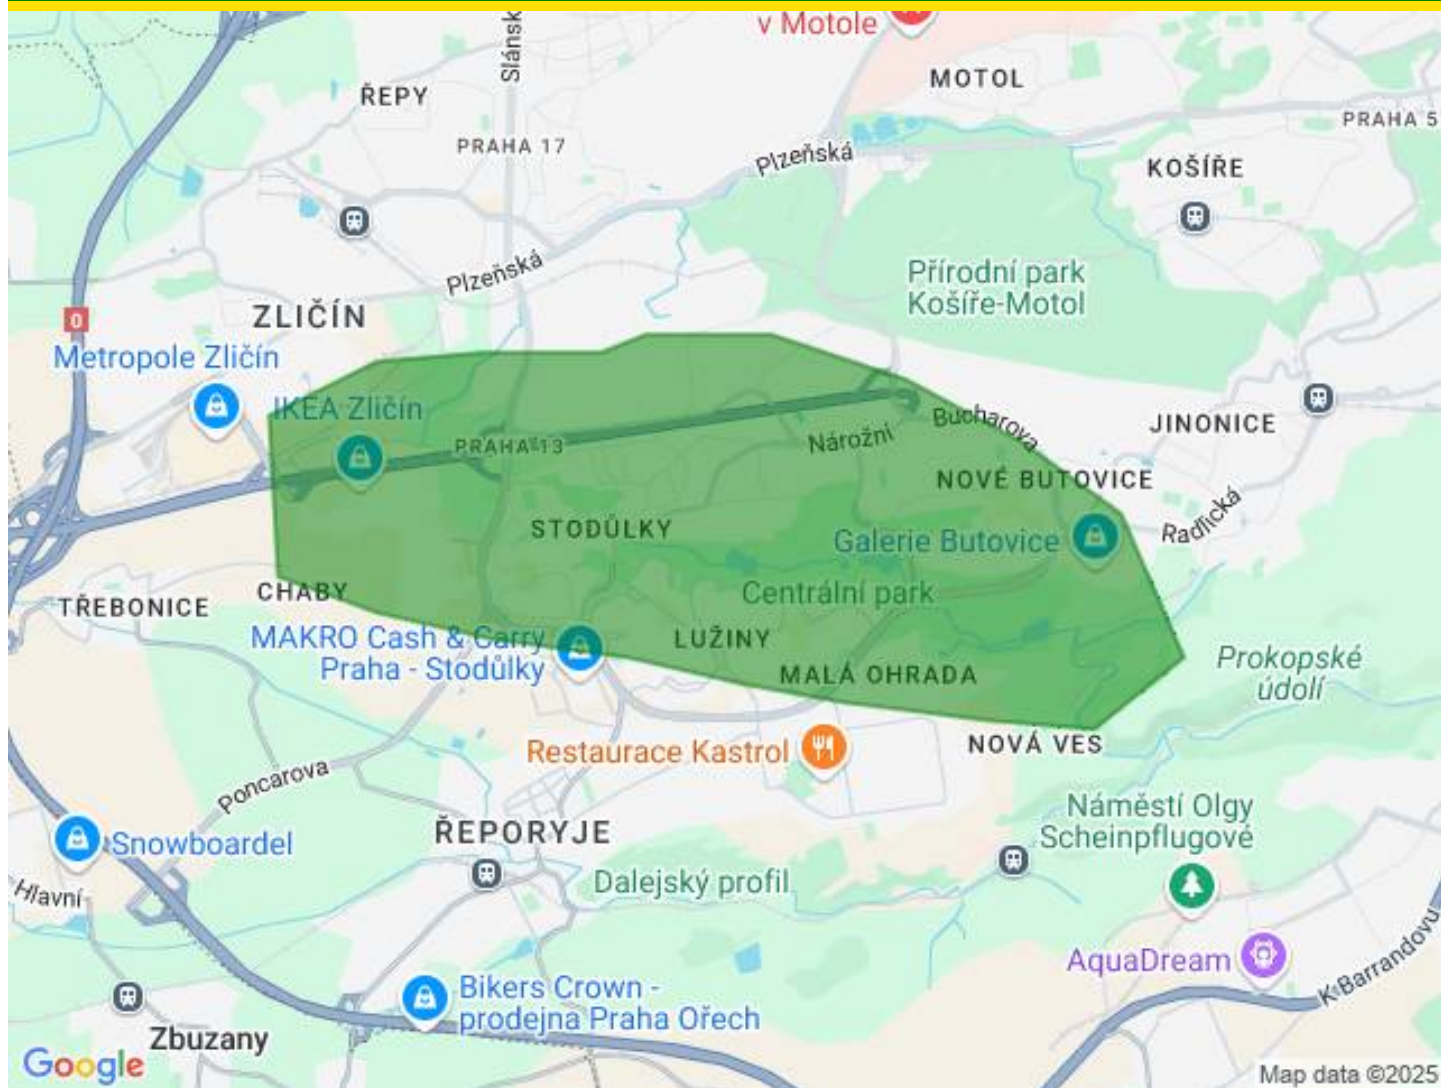 Slánsk
v Motole
MOTOL
ŘEPY
PRAHA 5
PRAHA 17
Plzeňská
KOŠÍŘE
Plzeňská
Přírodní park
Košíře-Motol
0
ZLIČÍN
Metropole Zličín
IKEA Zličín
Bucharova
JINONICE
PRAHA 13
Nárožní
NOVÉ BUTOVICE
Radlická
STODŮLKY
Galerie Butovice
CHABY
Centrální park
TŘEBONICE
MAKRO Cash & Carry
Praha - Stodůlky
LUŽINY
MALÁ OHRADA
Prokopské
údolí
NOVÁ VES
Restaurace Kastrol
Poncarova
Náměstí Olgy
Scheinpflugové
ŘEPORYJE
Snowboardel
Hlavní
Dalejský profil
AquaDream
K Barrandovu
Bikers Crown -
prodejna Praha Ořech
Zbuzany
Google
Map data ©2025